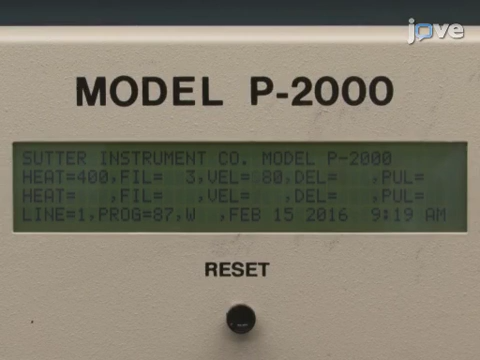 jove
MODEL P-2000
SUTTER INSTRUMENT CO. MODEL P-2000
HEAT=400,FIL= 3,VEL= 80,DEL= ,PUL=
HEAT= ,FIL= ,VEL= ,DEL= ,PUL=
LINE=1,PROG=87,W ,FEB 15 2016 9:19 AM
RESET